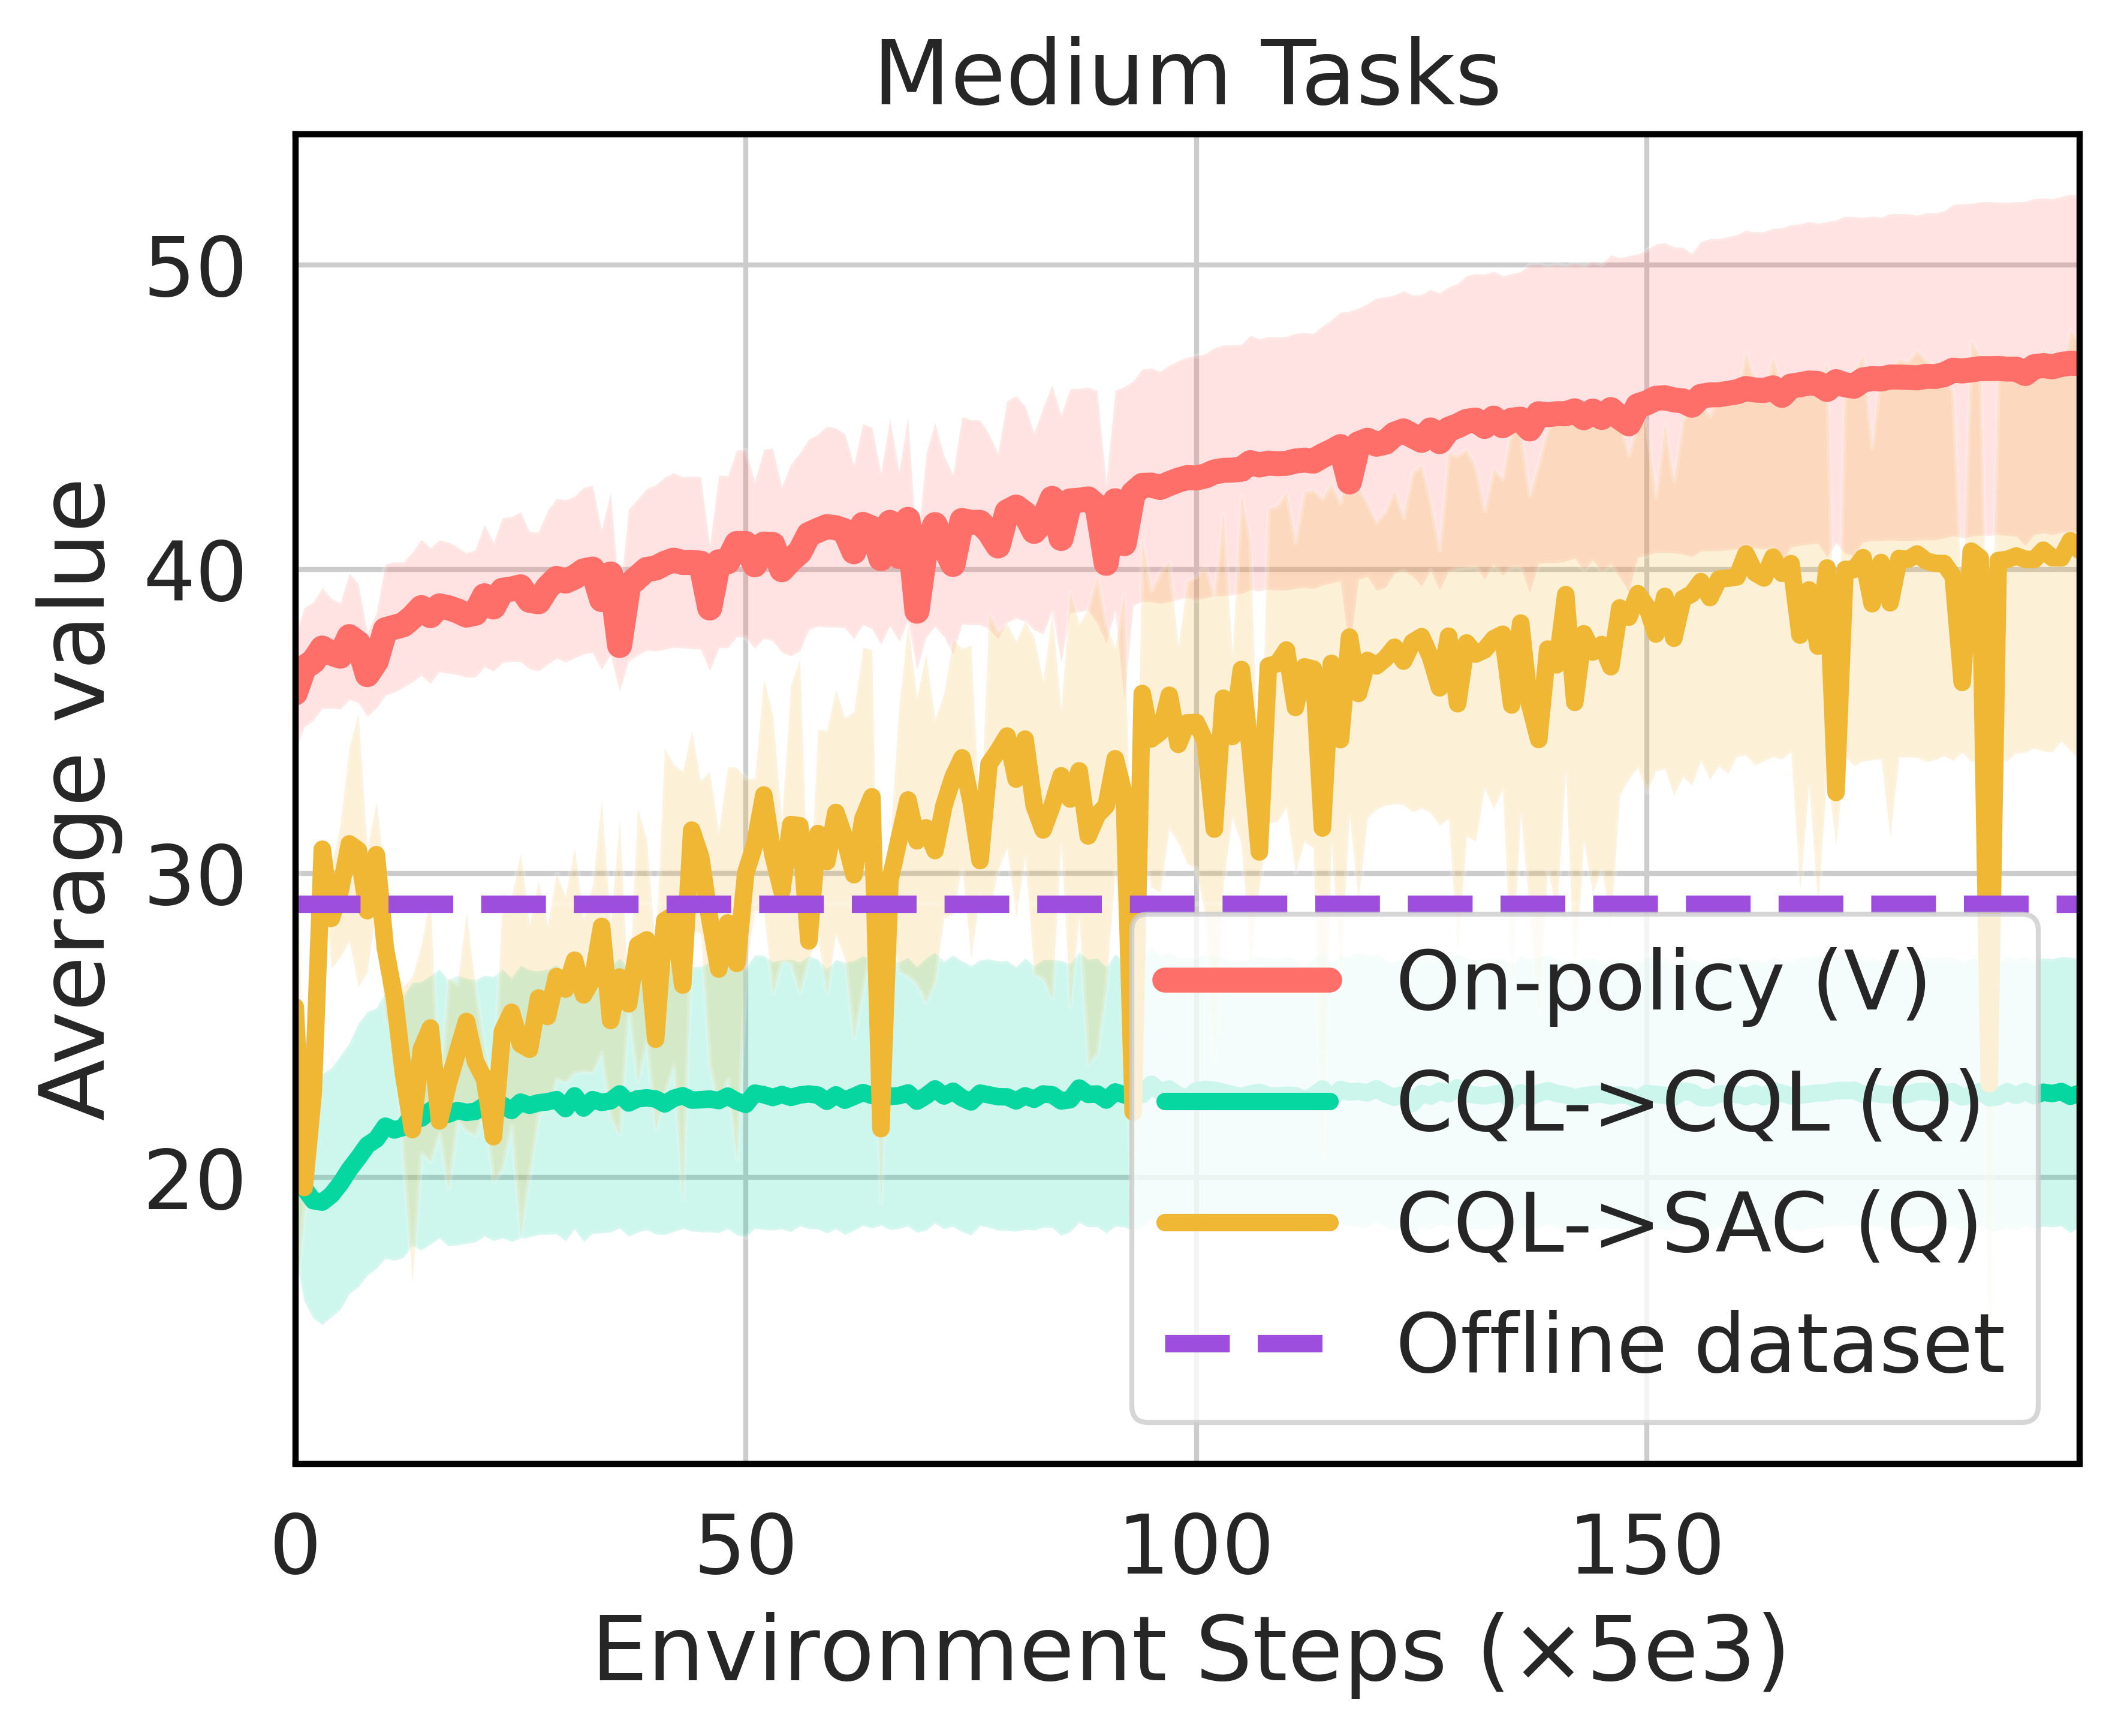 Medium Tasks
Average value
50
40
30
20
On-policy (V)
CQL->CQL (Q)
CQL->SAC (Q)
Offline dataset
0 50 100 150
Environment Steps (×5e3)